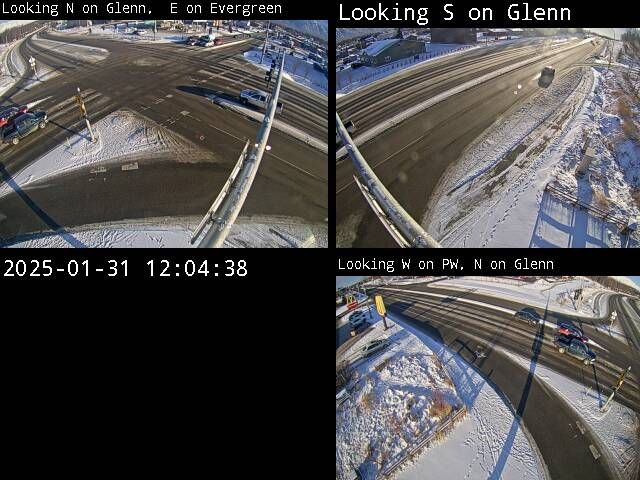 Looking N on Glenn,  E on Evergreen
Looking S on Glenn
2025-01-31 12:04:38
Looking W on PW, N on Glenn